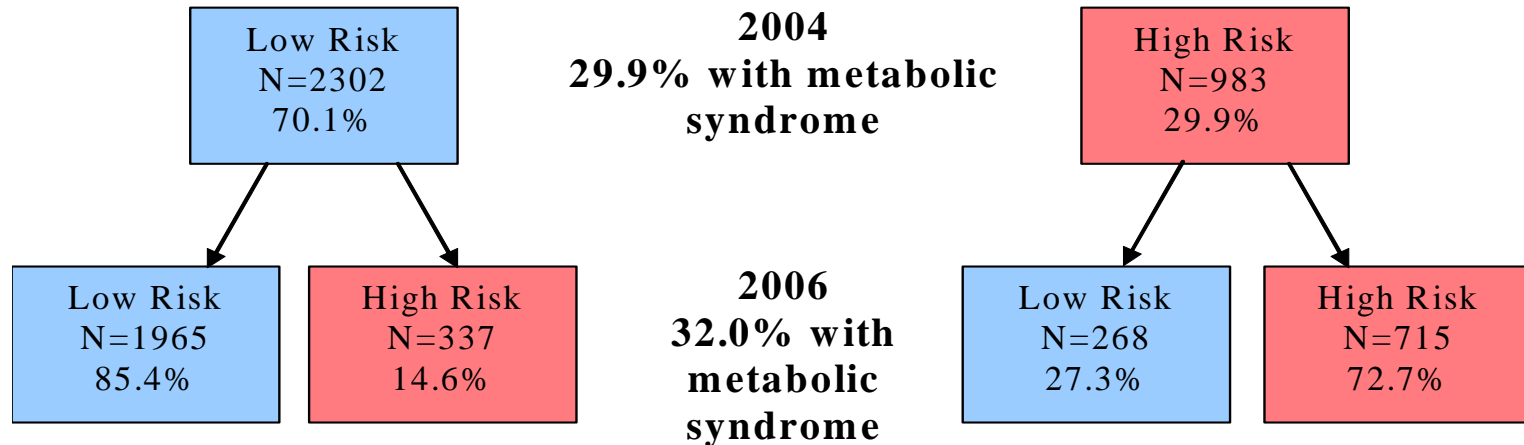 Low Risk
N=2302
70.1%
2004
29.9% with metabolic
syndrome
High Risk
N=983
29.9%
Low Risk
N=1965
85.4%
High Risk
N=337
14.6%
2006
32.0% with
metabolic
syndrome
Low Risk
N=268
27.3%
High Risk
N=715
72.7%